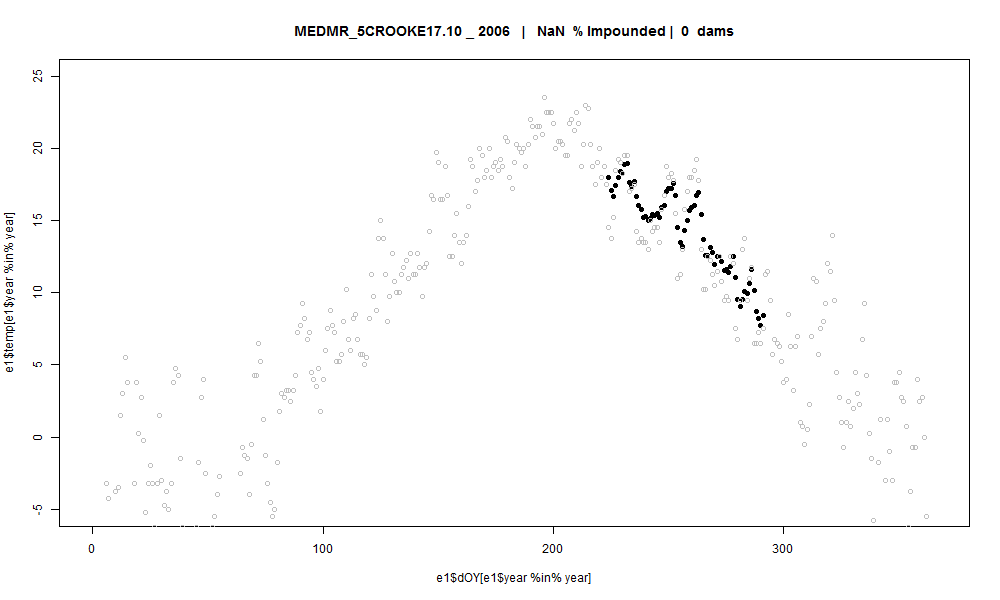 MEDMR_5CROOKE17.10 _ 2006 | NaN % Impounded | 0 dams
e1$temp[e1$year %in% year]
25
20
15
10
5
0
-5
0 100 200 300
e1$dOY[e1$year %in% year]